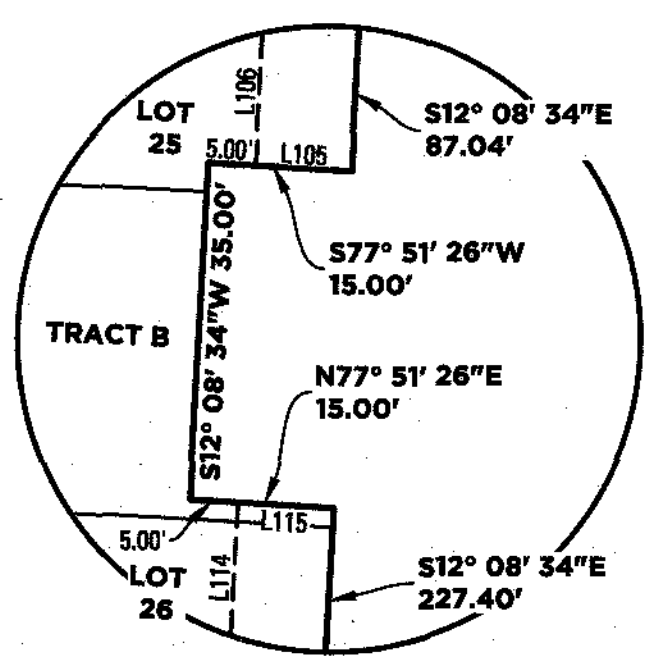 L106
LOT
25
S12° 08' 34"E
87.04'
5.00'
L105
S77° 51' 26"W
15.00'
S12° 08' 34"W 35.00'
TRACT B
N77° 51' 26"E
15.00'
L115
5.00'
L114
LOT
26
S12° 08' 34"E
227.40'